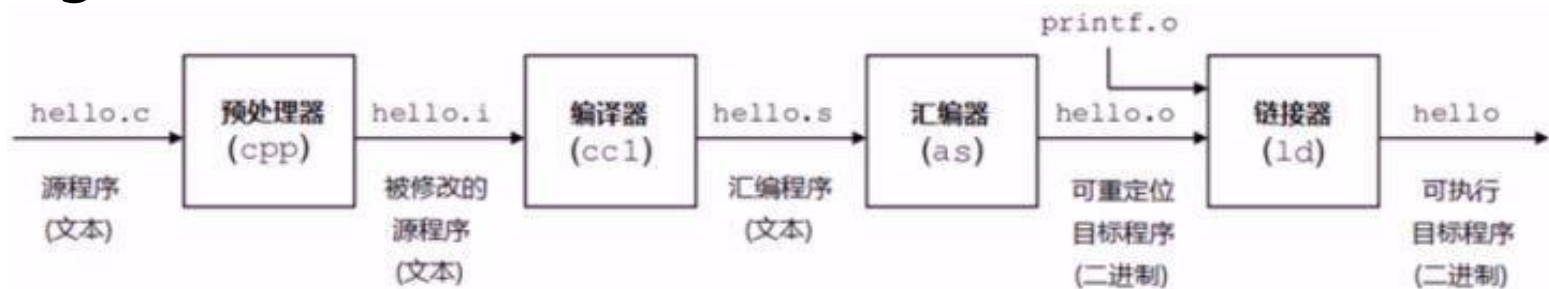 printf.o
hello.c
预处理器
(cpp)
hello.i
编译器
(cc1)
hello.s
汇编器
(as)
hello.o
链接器
(ld)
hello
源程序
(文本)
被修改的
源程序
(文本)
汇编程序
(文本)
可重定位
目标程序
(二进制)
可执行
目标程序
(二进制)